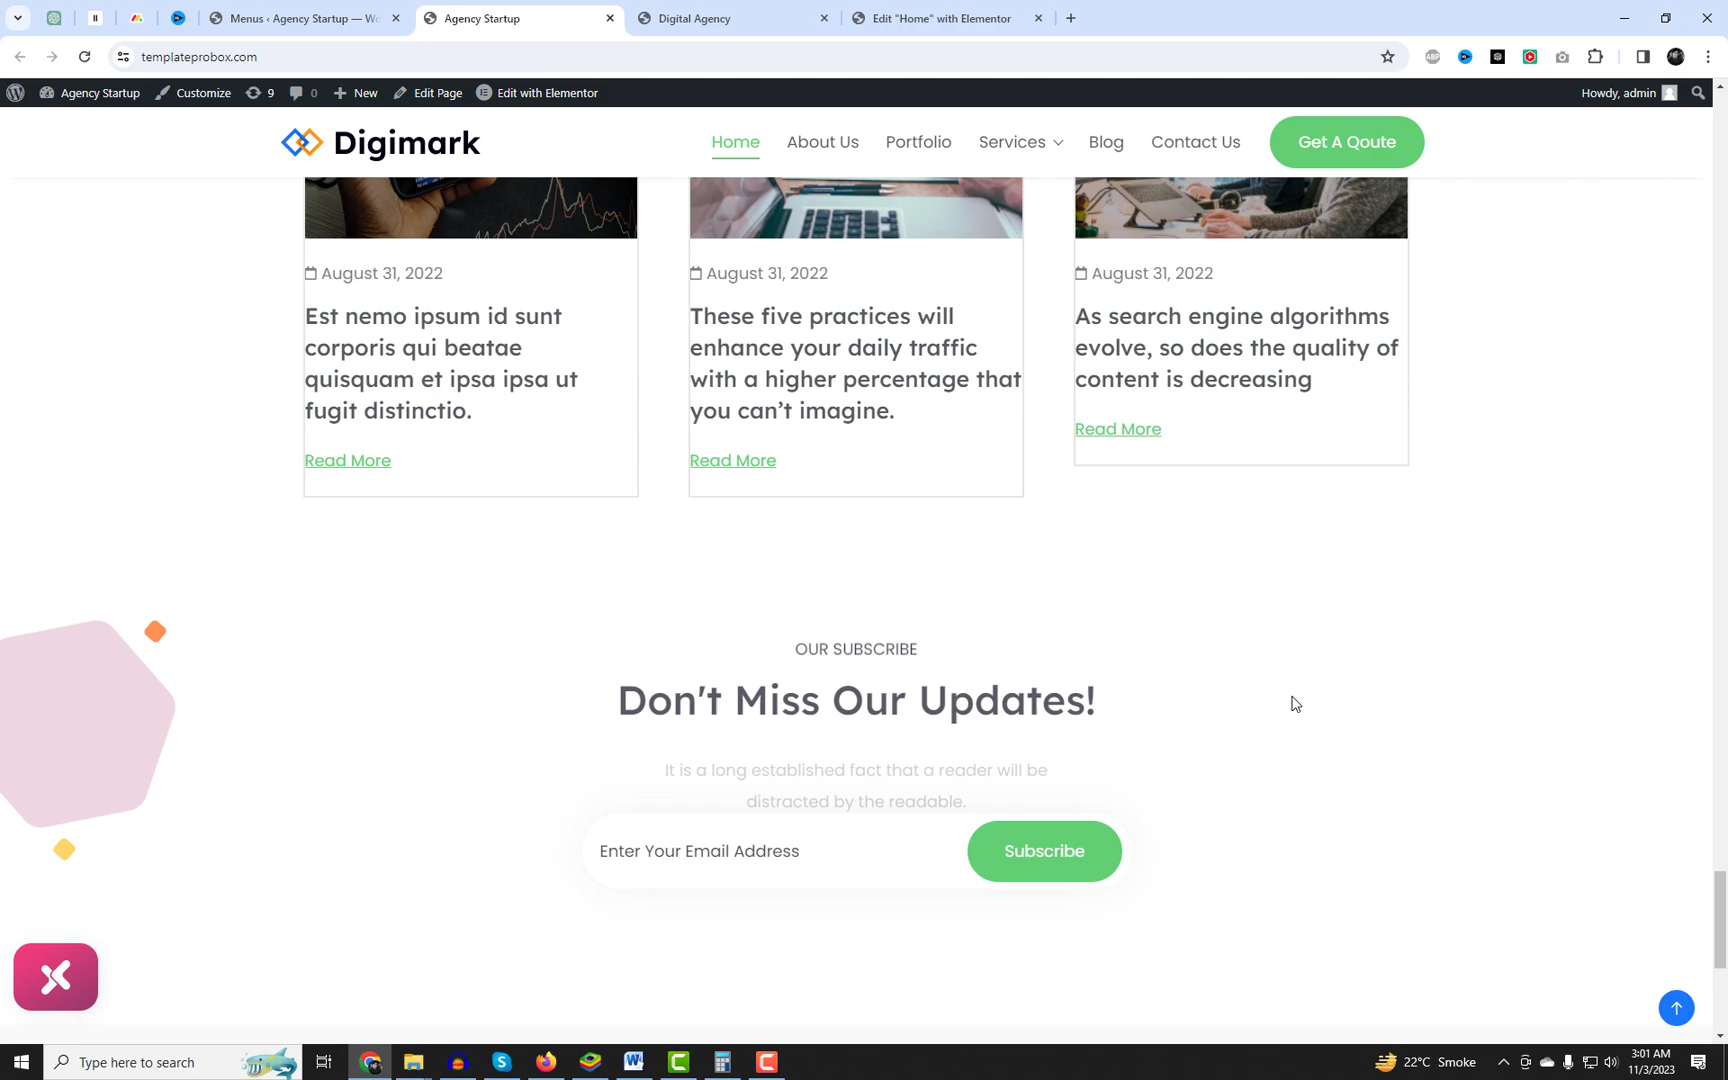 Menus ‹ Agency Startup — Wo
Agency Startup
Digital Agency
Edit "Home" with Elementor
templateprobox.com
ABP
Agency Startup
Customize
9
0
New
Edit Page
Edit with Elementor
Howdy, admin
Digimark
Home
About Us
Portfolio
Services
Blog
Contact Us
Get A Qoute
August 31, 2022
Est nemo ipsum id sunt
corporis qui beatae
quisquam et ipsa ipsa ut
fugit distinctio.
Read More
August 31, 2022
These five practices will
enhance your daily traffic
with a higher percentage that
you can’t imagine.
Read More
August 31, 2022
As search engine algorithms
evolve, so does the quality of
content is decreasing
Read More
OUR SUBSCRIBE
Don't Miss Our Updates!
It is a long established fact that a reader will be
distracted by the readable.
Enter Your Email Address
Subscribe
Type here to search
22°C Smoke
3:01 AM
11/3/2023